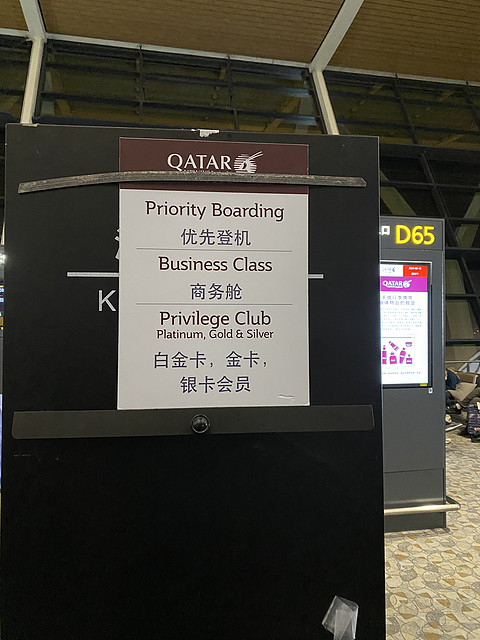 QATAR
Priority Boarding
优先登机
Business Class
商务舱
Privilege Club
Platinum, Gold & Silver
白金卡，金卡，
银卡会员
K
D65
QATAR